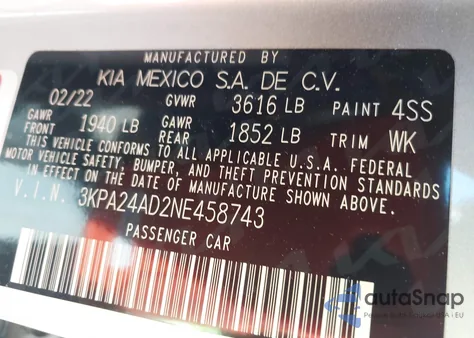 MANUFACTURED BY
KIA MEXICO S.A. DE C.V.
02/22 GVWR 3616 LB PAINT 4SS
GAWR FRONT 1940 LB GAWR REAR 1852 LB TRIM WK
THIS VEHICLE CONFORMS TO ALL APPLICABLE U.S.A. FEDERAL
MOTOR VEHICLE SAFETY, BUMPER, AND THEFT PREVENTION STANDARDS
IN EFFECT ON THE DATE OF MANUFACTURE SHOWN ABOVE.
V.I.N. 3KPA24AD2NE458743
PASSENGER CAR
autaSnap